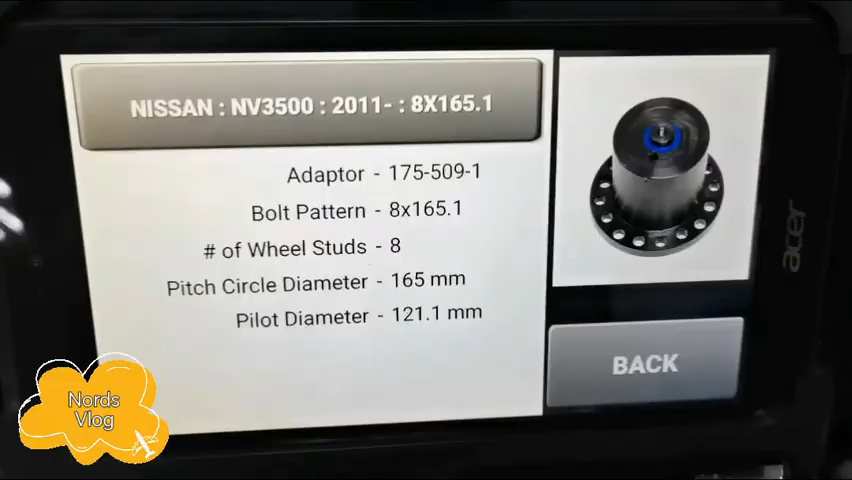 NISSAN : NV3500 : 2011- : 8X165.1
Adaptor - 175-509-1
Bolt Pattern - 8x165.1
# of Wheel Studs - 8
Pitch Circle Diameter - 165 mm
Pilot Diameter - 121.1 mm
BACK
acer
Nords
Vlog